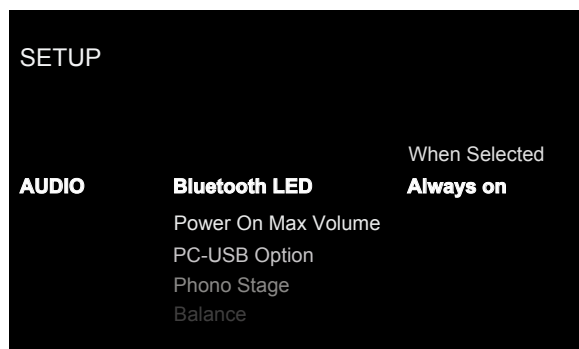 SETUP
When Selected
AUDIO Bluetooth LED Always on
Power On Max Volume
PC-USB Option
Phono Stage
Balance